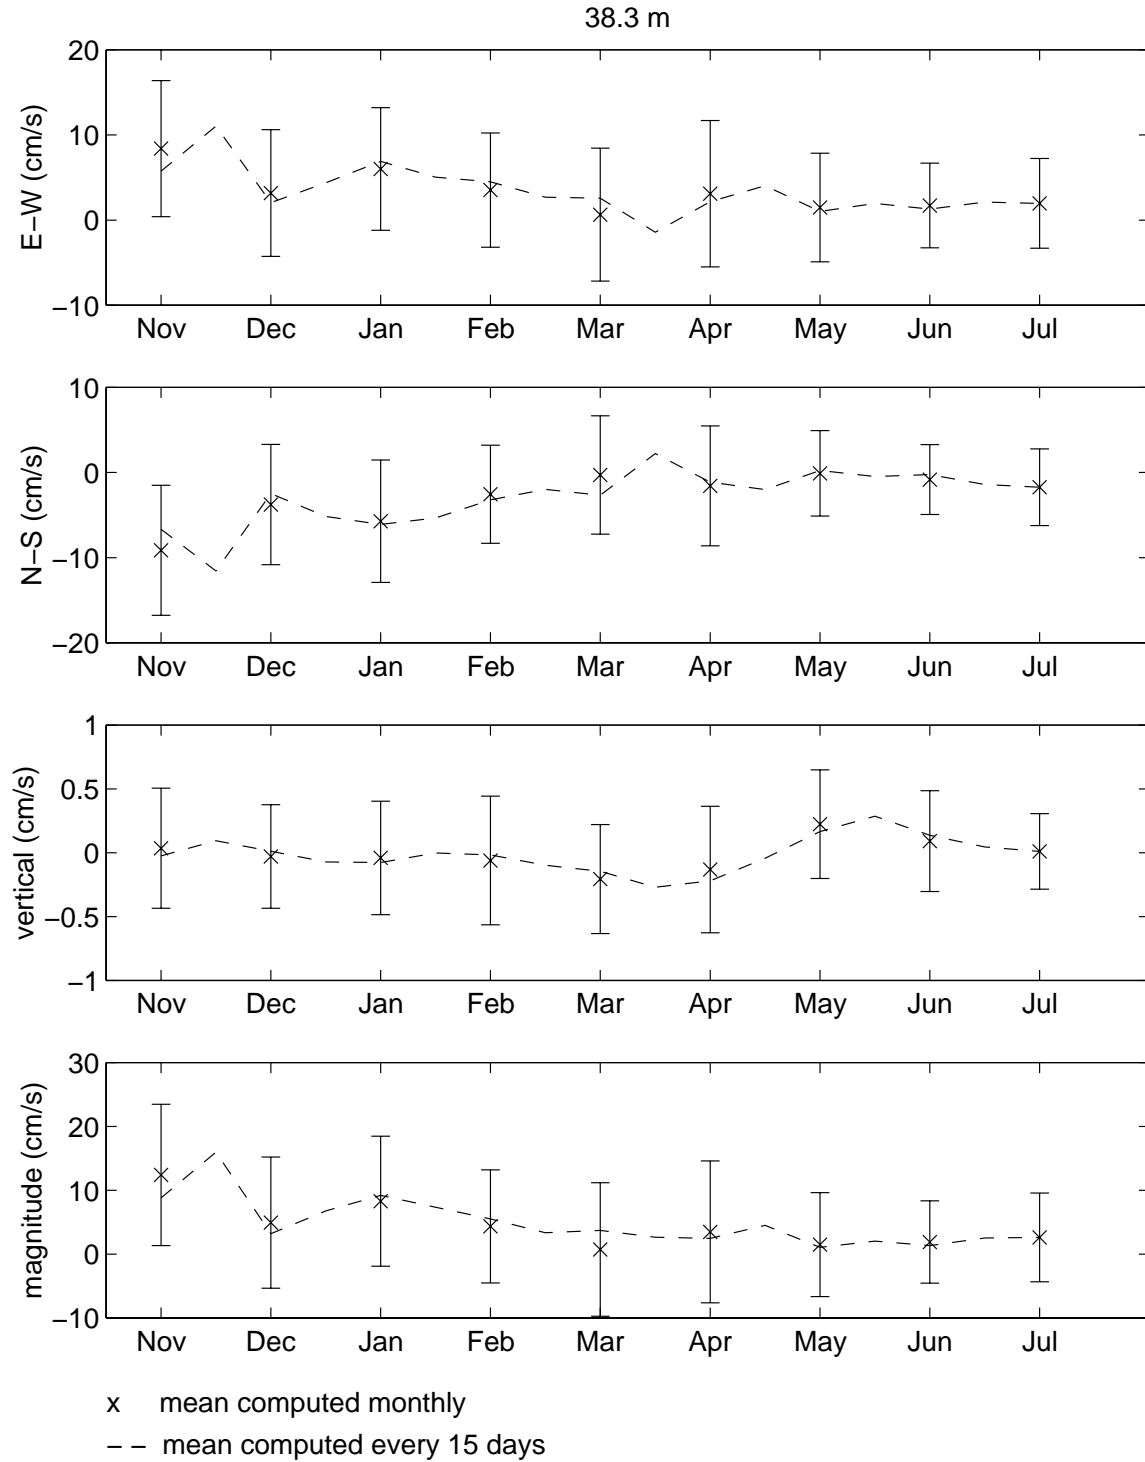 38.3 m
E−W (cm/s)
20
10
0
−10
Nov Dec Jan Feb Mar Apr May Jun Jul
N−S (cm/s)
10
0
−10
−20
Nov Dec Jan Feb Mar Apr May Jun Jul
vertical (cm/s)
1
0.5
0
−0.5
−1
Nov Dec Jan Feb Mar Apr May Jun Jul
magnitude (cm/s)
30
20
10
0
−10
Nov Dec Jan Feb Mar Apr May Jun Jul
x mean computed monthly
− − mean computed every 15 days